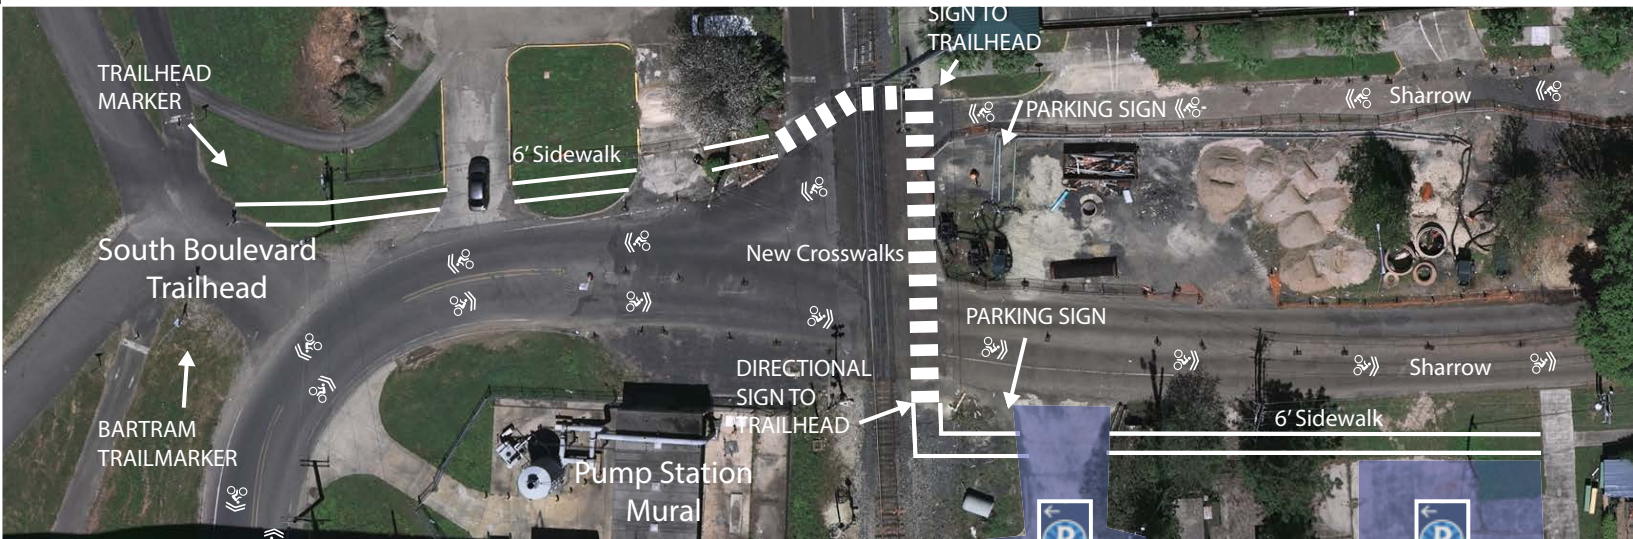 SIGN TO
TRAILHEAD
TRAILHEAD
MARKER
PARKING SIGN
Sharrow
6' Sidewalk
South Boulevard
Trailhead
New Crosswalks
PARKING SIGN
DIRECTIONAL
SIGN TO
TRAILHEAD
Sharrow
6' Sidewalk
BARTRAM
TRAILMARKER
Pump Station
Mural
P
P